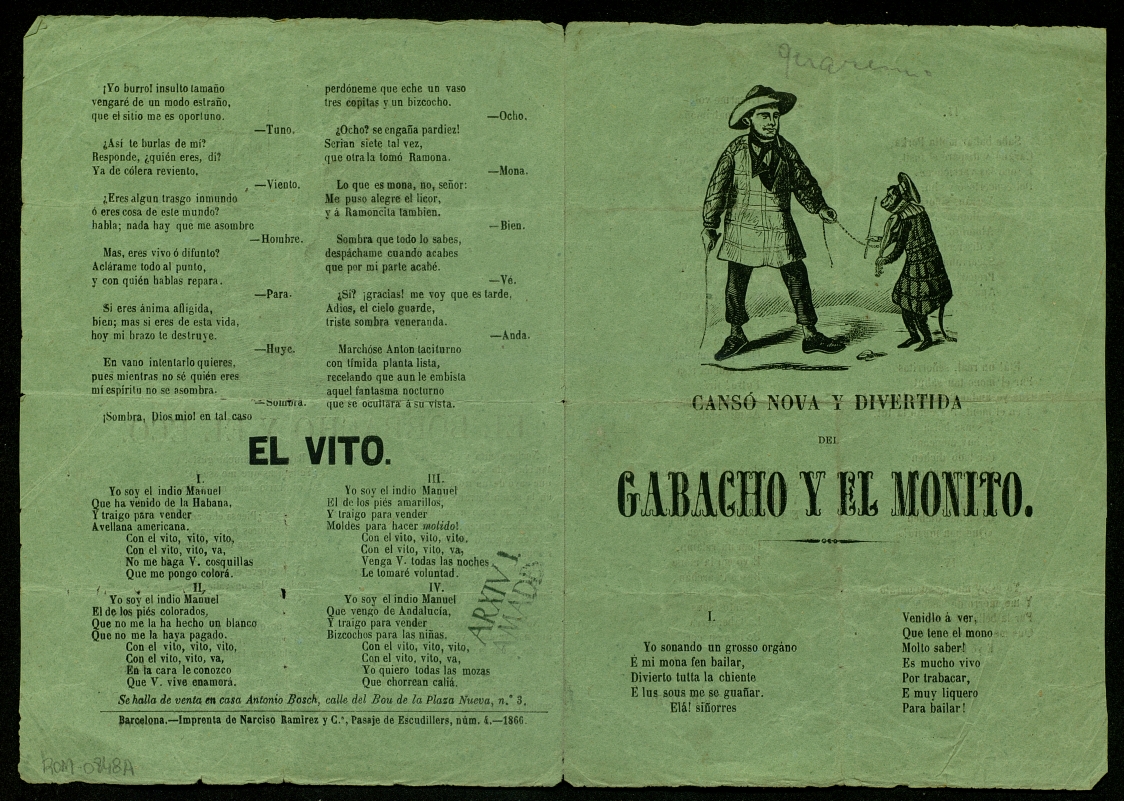 ¡Yo burro! insulto tamaño
vengaré de un modo estraño,
que el sitio me es oportuno.
—Tuno.
¿Así te burlas de mí?
Responde, ¿quién eres, dí?
Ya de cólera reviento.
—Viento.
¿Eres algun trasgo inmundo
ó eres cosa de este mundo?
habla; nada hay que me asombre
—Hombre.
Mas, eres vivo ó difunto?
Aclárame todo al punto,
y con quién hablas repara.
—Para.
Si eres ánima afligida,
bien; mas si eres de esta vida,
hoy mi brazo te destruye.
—Huye.
En vano intentarlo quieres,
pues mientras no sé quién eres
mi espíritu no se asombra.
—Sombra.
¡Sombra, Dios mio! en tal caso
perdóneme que eche un vaso
tres copitas y un bizcocho.
—Ocho.
¿Ocho? se engaña pardiez!
Serian siete tal vez,
que otra la tomó Ramona.
—Mona.
Lo que es mona, no, señor:
Me puso alegre el licor,
y á Ramoncita tambien.
—Bien.
Sombra que todo lo sabes,
despáchame cuando acabes
que por mi parte acabé.
—Vé.
¿Sí? ¡gracias! me voy que es tarde,
Adios, el cielo guarde,
triste sombra veneranda.
—Anda.
Marchóse Anton taciturno
con tímida planta lista,
recelando que aun le embista
aquel fantasma nocturno
que se ocultara á su vista.
EL VITO.
I.
Yo soy el indio Manuel
Que ha venido de la Habana,
Y traigo para vender
Avellana americana.
Con el vito, vito, vito,
Con el vito, vito, va,
No me haga V. cosquillas
Que me pongo colorá.
II.
Yo soy el indio Manuel
El de los piés colorados,
Que no me la ha hecho un blanco
Que no me la haya pagado.
Con el vito, vito, vito,
Con el vito, vito, va,
En la cara le conozco
Que V. vive enamorá.
III.
Yo soy el indio Manuel
El de los piés amarillos,
Y traigo para vender
Moldes para hacer molido!
Con el vito, vito, vito,
Con el vito, vito, va,
Venga V. todas las noches
Le tomaré voluntad.
IV.
Yo soy el indio Manuel
Que vengo de Andalucía,
Y traigo para vender
Bizcochos para las niñas.
Con el vito, vito, vito,
Con el vito, vito, va,
Yo quiero todas las mozas
Que chorrean caliá.
ARXIU J.
AMADES
Se halla de venta en casa Antonio Bosch, calle del Bou de la Plaza Nueva, n.º 3,
Barcelona.—Imprenta de Narciso Ramirez y C.ª, Pasaje de Escudillers, núm. 4.—1866.
ROM-0848A
CANSÓ NOVA Y DIVERTIDA
DEL
GABACHO Y EL MONITO.
I.
Yo sonando un grosso orgáno
É mi mona fen bailar,
Divierto tutta la chiente
E lus sous me se guañar.
Elá! siñorres
Venidlo á ver,
Que tene el mono
Molto saber!
Es mucho vivo
Por trabacar,
E muy liquero
Para bailar!